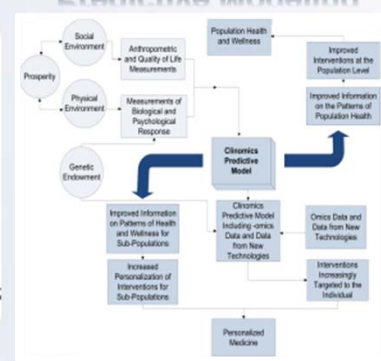 Predictive Modeling
Social
Environment
Population Health
and Wellness
Anthropometric
and Quality of Life
Measurements
Improved
Interventions at the
Population Level
Prosperity
Physical
Environment
Measurements of
Biological and
Psychological
Response
Improved Information
on the Patterns of
Population Health
Clinomics
Predictive
Model
Genetic
Endowment
Improved Information
on Patterns of Health
and Wellness for
Sub-Populations
Clinomics
Predictive Model
Including -omics
Data and Data
from New
Technologies
Omics Data and
Data from New
Technologies
Increased
Personalization of
Interventions for
Sub-Populations
Interventions
Increasingly
Targeted to the
Individual
Personalized
Medicine